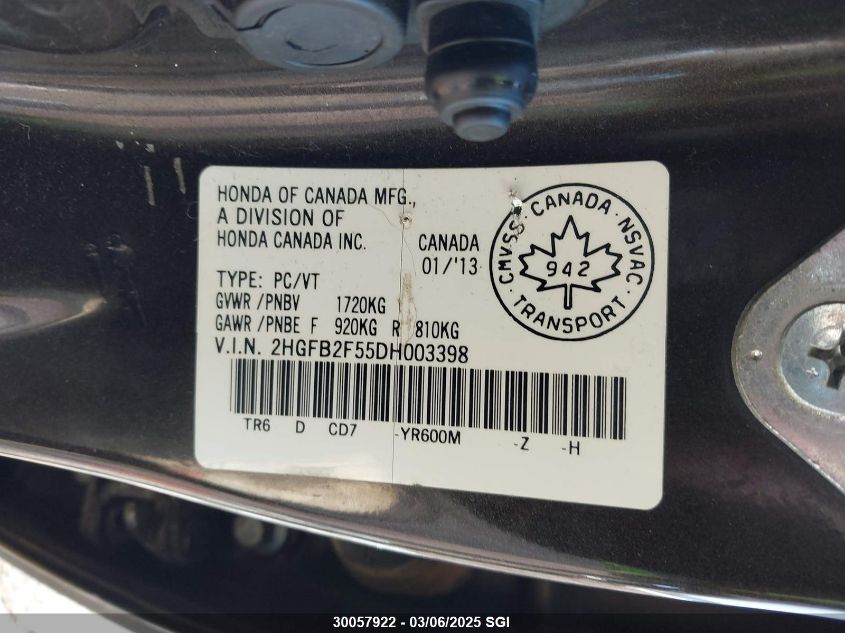 HONDA OF CANADA MFG.,
A DIVISION OF
HONDA CANADA INC.
CANADA
01/'13
TYPE: PC/VT
GVWR/PNBV 1720KG
GAWR/PNBE F 920KG R 810KG
V.I.N. 2HGFB2F55DH003398
TR6 D CD7 -YR600M -Z -H
CMVSS · CANADA · NSVAC
942
· TRANSPORT ·
30057922 - 03/06/2025 SGI